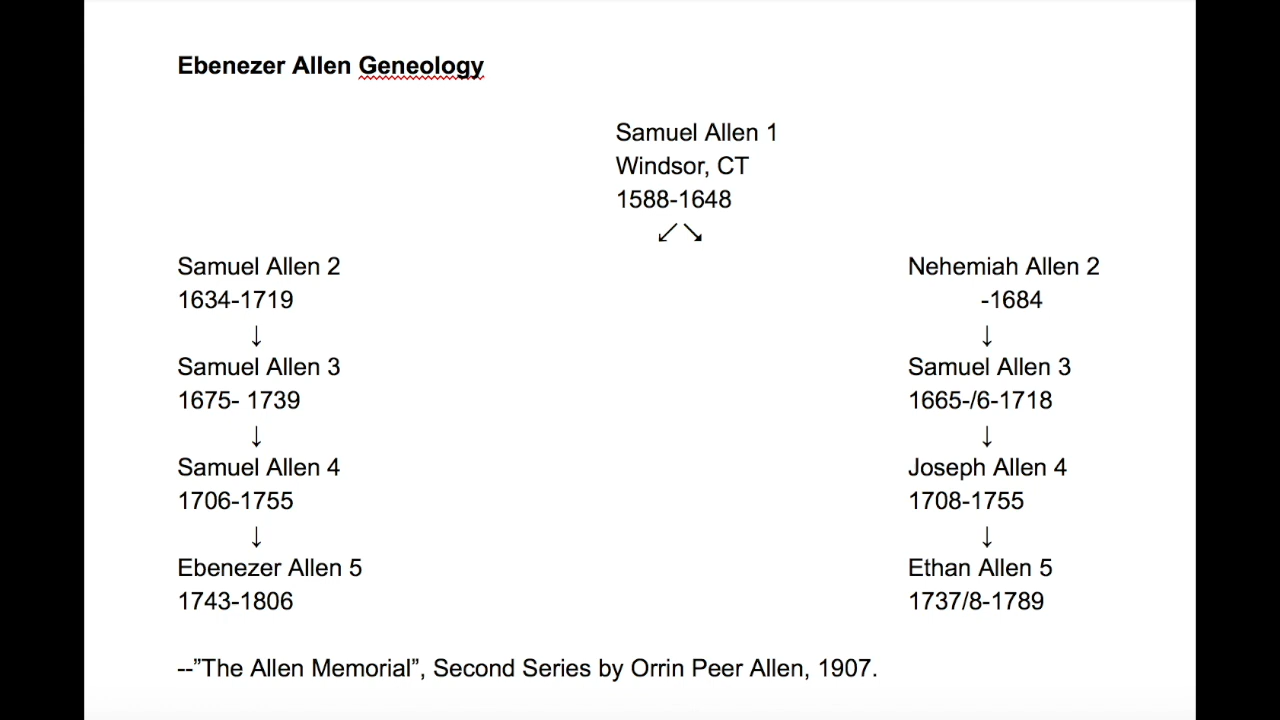 Ebenezer Allen Geneology
Samuel Allen 1
Windsor, CT
1588-1648
↙ ↘
Samuel Allen 2 Nehemiah Allen 2
1634-1719 -1684
↓ ↓
Samuel Allen 3 Samuel Allen 3
1675- 1739 1665-/6-1718
↓ ↓
Samuel Allen 4 Joseph Allen 4
1706-1755 1708-1755
↓ ↓
Ebenezer Allen 5 Ethan Allen 5
1743-1806 1737/8-1789
--”The Allen Memorial”, Second Series by Orrin Peer Allen, 1907.